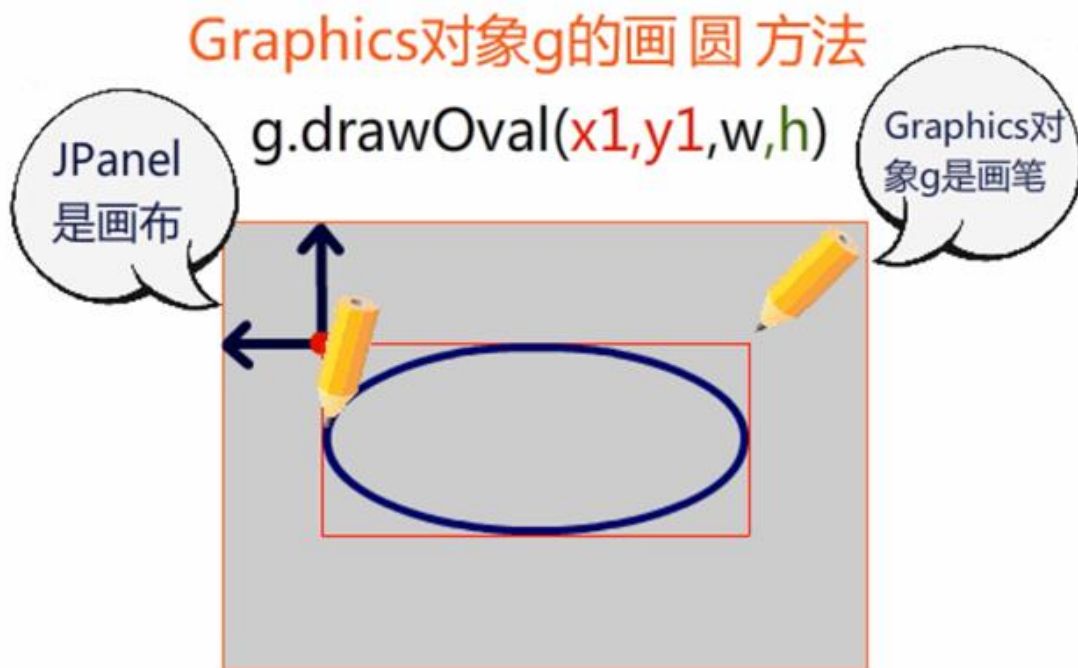 Graphics对象g的画 圆 方法
g.drawOval(x1,y1,w,h)
JPanel
是画布
Graphics对
象g是画笔